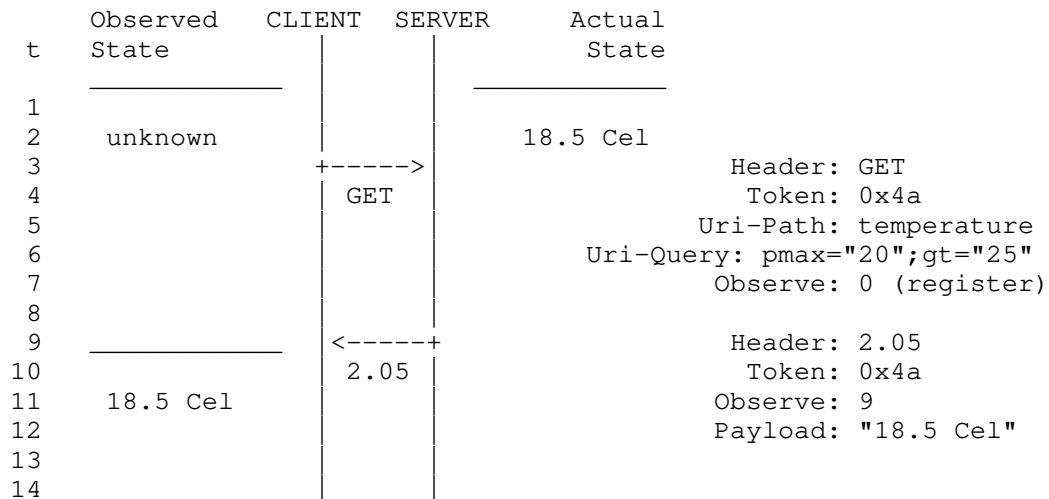 Observed CLIENT SERVER Actual
t State State
1
2 unknown 18.5 Cel
3 +-----> Header: GET
4 GET Token: 0x4a
5 Uri-Path: temperature
6 Uri-Query: pmax="20";gt="25"
7 Observe: 0 (register)
8
9 <-----+ Header: 2.05
10 2.05 Token: 0x4a
11 18.5 Cel Observe: 9
12 Payload: "18.5 Cel"
13
14